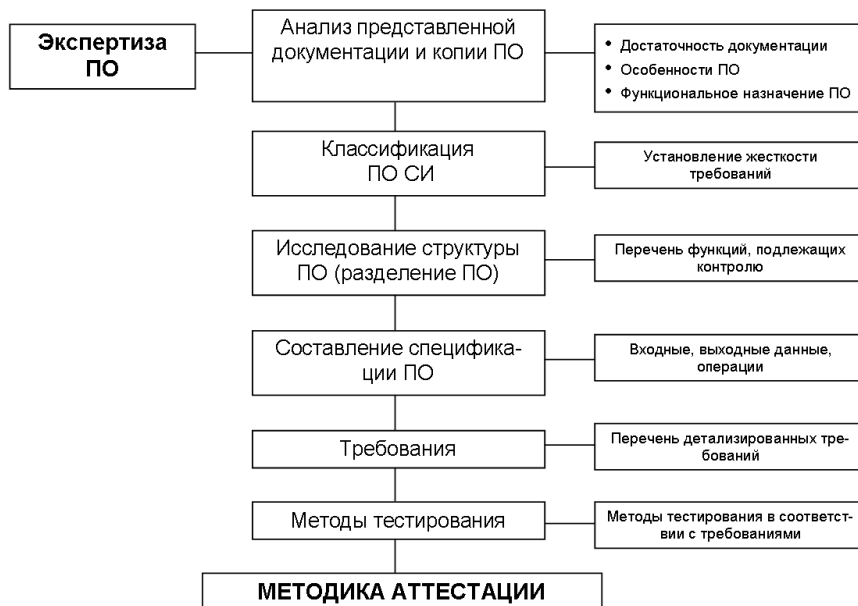 Экспертиза
ПО
Анализ представленной
документации и копии ПО
• Достаточность документации
• Особенности ПО
• Функциональное назначение ПО
Классификация
ПО СИ
Установление жесткости
требований
Исследование структуры
ПО (разделение ПО)
Перечень функций, подлежащих
контролю
Составление специфика-
ции ПО
Входные, выходные данные,
операции
Требования
Перечень детализированных тре-
бований
Методы тестирования
Методы тестирования в соответст-
вии с требованиями
МЕТОДИКА АТТЕСТАЦИИ